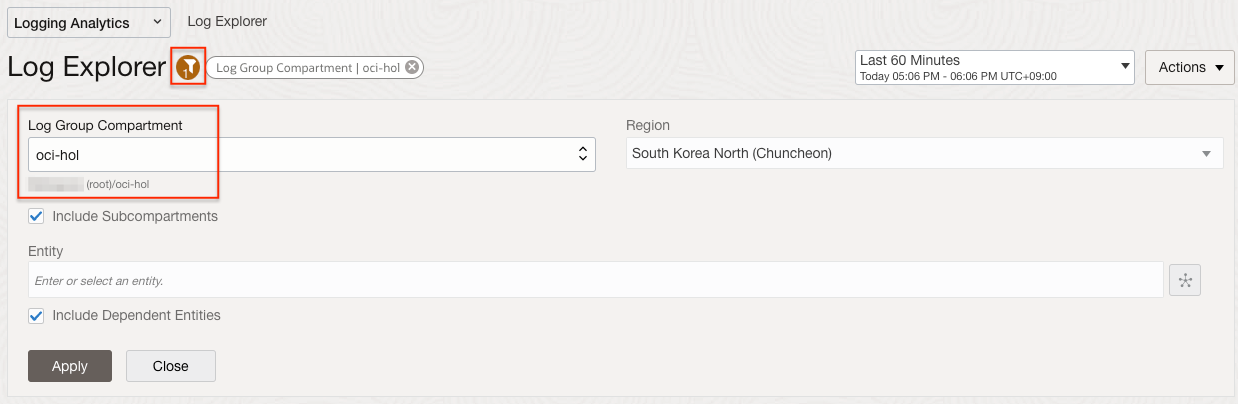 Logging Analytics
Log Explorer
Log Explorer
1
Log Group Compartment | oci-hol
Last 60 Minutes
Today 05:06 PM - 06:06 PM UTC+09:00
Actions
Log Group Compartment
oci-hol
(root)/oci-hol
Region
South Korea North (Chuncheon)
Include Subcompartments
Entity
Enter or select an entity.
Include Dependent Entities
Apply
Close